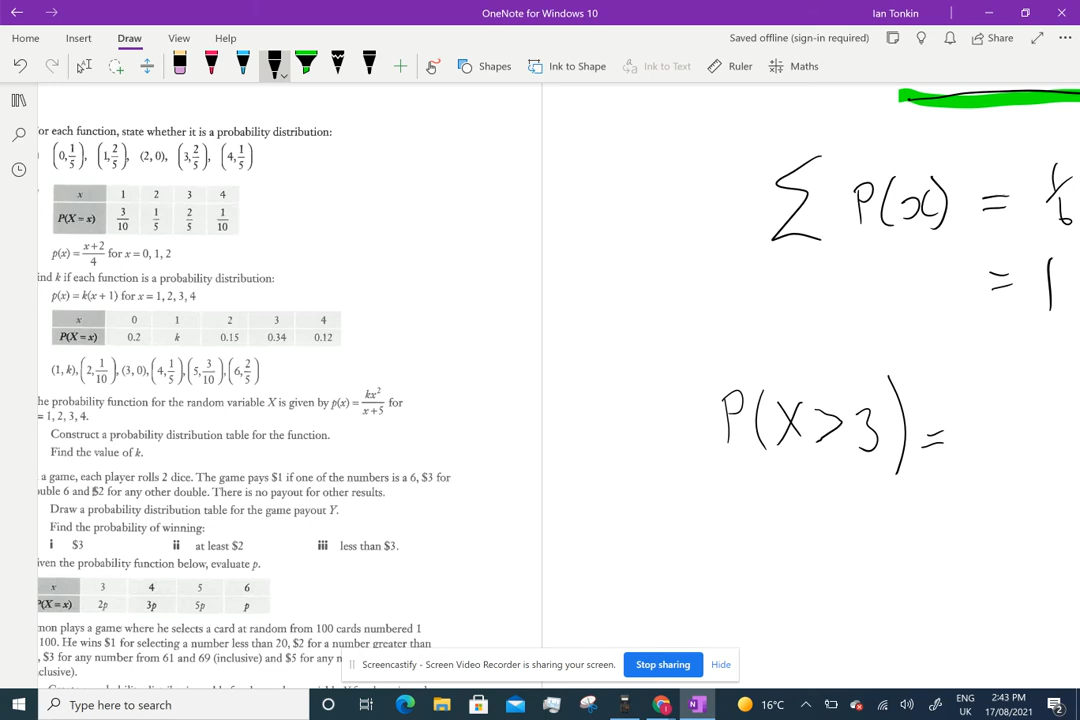 OneNote for Windows 10
Ian Tonkin
Home Insert Draw View Help
Saved offline (sign-in required)
Share
Ink to Shape Ink to Text Shapes Ruler Maths
or each function, state whether it is a probability distribution:
(0, 1/5), (1, 2/5), (2, 0), (3, 2/5), (4, 1/5)
x 1 2 3 4
P(X = x) 3/10 1/5 2/5 1/10
p(x) = x+2/4 for x = 0, 1, 2
ind k if each function is a probability distribution:
p(x) = k(x + 1) for x = 1, 2, 3, 4
x 0 1 2 3 4
P(X = x) 0.2 k 0.15 0.34 0.12
(1, k), (2, 1/10), (3, 0), (4, 1/5), (5, 3/10), (6, 2/5)
he probability function for the random variable X is given by p(x) = kx²/x+5 for
= 1, 2, 3, 4.
Construct a probability distribution table for the function.
Find the value of k.
a game, each player rolls 2 dice. The game pays $1 if one of the numbers is a 6, $3 for
uble 6 and $2 for any other double. There is no payout for other results.
Draw a probability distribution table for the game payout Y.
Find the probability of winning:
i $3 ii at least $2 iii less than $3.
iven the probability function below, evaluate p.
x 3 4 5 6
P(X = x) 2p 3p 5p p
mon plays a game where he selects a card at random from 100 cards numbered 1
100. He wins $1 for selecting a number less than 20, $2 for a number greater than
, $3 for any number from 61 and 69 (inclusive) and $5 for any n
clusive).
∑ P(x) = 1/6
= 1
P(X > 3) =
Screencastify - Screen Video Recorder is sharing your screen.
Stop sharing
Hide
Type here to search
16°C
ENG
UK
2:43 PM
17/08/2021
2